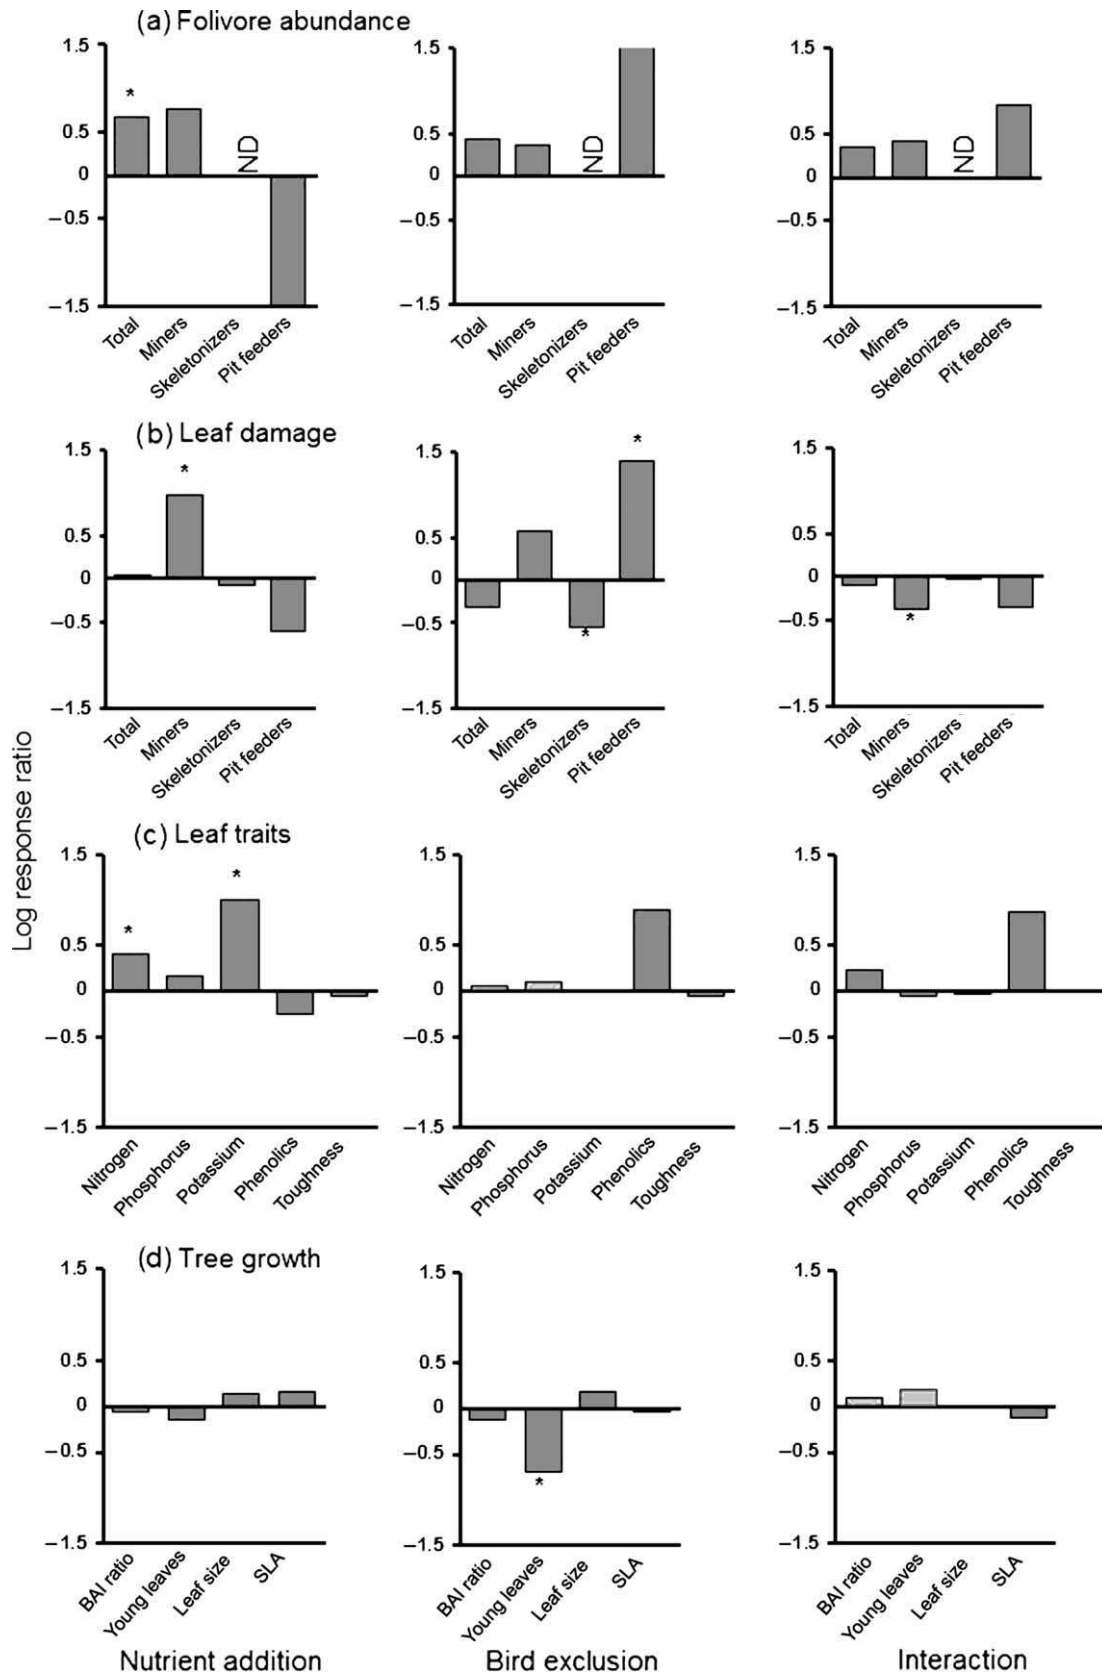 (a) Folivore abundance
1.5 1.5 1.5
*
0.5 ND 0.5 ND 0.5 ND
0 0 0
–0.5 –0.5 –0.5
–1.5 –1.5 –1.5
Total Miners Skeletonizers Pit feeders Total Miners Skeletonizers Pit feeders Total Miners Skeletonizers Pit feeders
(b) Leaf damage
1.5 1.5 1.5
* *
0.5 0.5 0.5
0 0 0
–0.5 –0.5 –0.5
* *
–1.5 –1.5 –1.5
Total Miners Skeletonizers Pit feeders Total Miners Skeletonizers Pit feeders Total Miners Skeletonizers Pit feeders
Log response ratio
(c) Leaf traits
1.5 1.5 1.5
* *
0.5 0.5 0.5
0 0 0
–0.5 –0.5 –0.5
–1.5 –1.5 –1.5
Nitrogen Phosphorus Potassium Phenolics Toughness Nitrogen Phosphorus Potassium Phenolics Toughness Nitrogen Phosphorus Potassium Phenolics Toughness
(d) Tree growth
1.5 1.5 1.5
0.5 0.5 0.5
0 0 0
–0.5 –0.5 –0.5
*
–1.5 –1.5 –1.5
BAI ratio Young leaves Leaf size SLA BAI ratio Young leaves Leaf size SLA BAI ratio Young leaves Leaf size SLA
Nutrient addition Bird exclusion Interaction